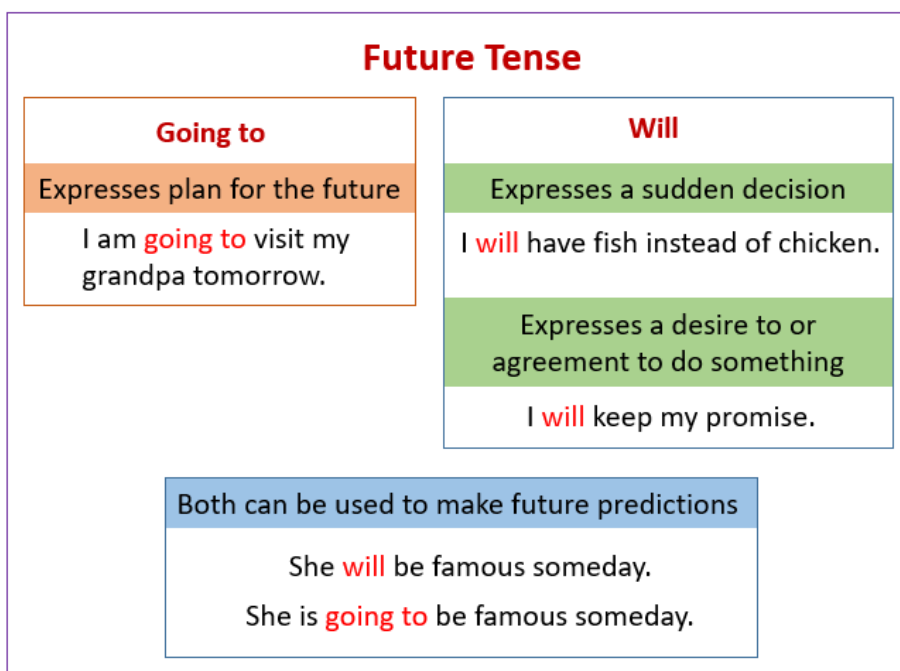 Future Tense
Going to
Expresses plan for the future
I am going to visit my
grandpa tomorrow.
Will
Expresses a sudden decision
I will have fish instead of chicken.
Expresses a desire to or
agreement to do something
I will keep my promise.
Both can be used to make future predictions
She will be famous someday.
She is going to be famous someday.